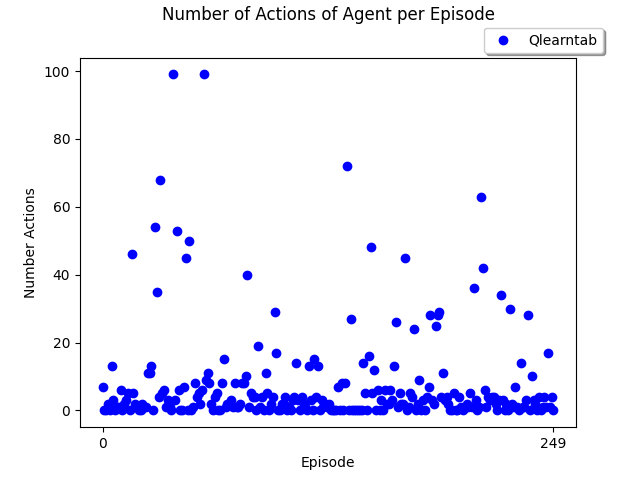 Number of Actions of Agent per Episode
Qlearntab
100
80
60
40
20
0
Number Actions
0
249
Episode